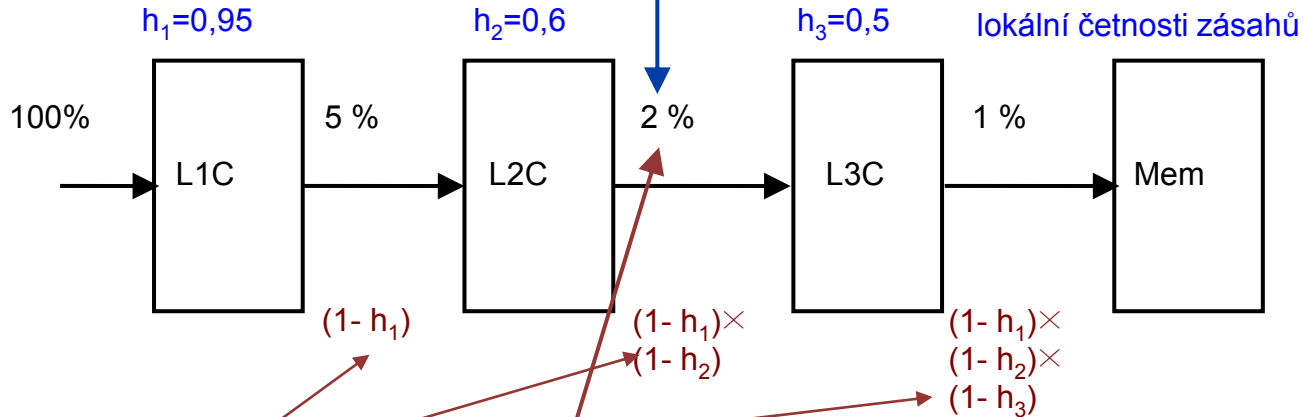 h₁=0,95 h₂=0,6 h₃=0,5 lokální četnosti zásahů
100% 5 % 2 % 1 %
L1C L2C L3C Mem
(1- h₁) (1- h₁)× (1- h₁)×
(1- h₂) (1- h₂)×
(1- h₃)